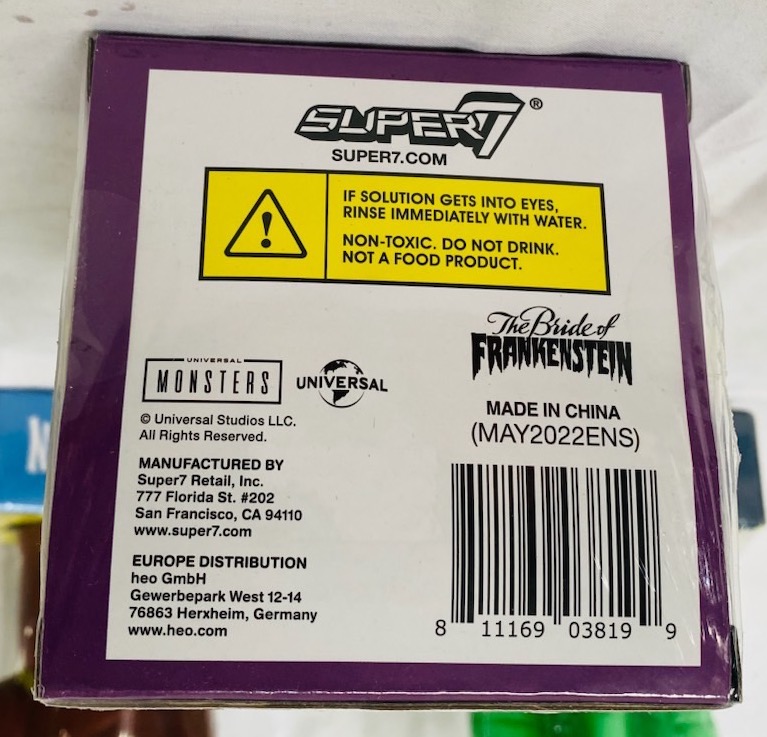 SUPER7®
SUPER7.COM
IF SOLUTION GETS INTO EYES,
RINSE IMMEDIATELY WITH WATER.
NON-TOXIC. DO NOT DRINK.
NOT A FOOD PRODUCT.
The Bride of
FRANKENSTEIN
UNIVERSAL
MONSTERS
UNIVERSAL
© Universal Studios LLC.
All Rights Reserved.
MADE IN CHINA
(MAY2022ENS)
MANUFACTURED BY
Super7 Retail, Inc.
777 Florida St. #202
San Francisco, CA 94110
www.super7.com
EUROPE DISTRIBUTION
heo GmbH
Gewerbepark West 12-14
76863 Herxheim, Germany
www.heo.com
8 11169 03819 9